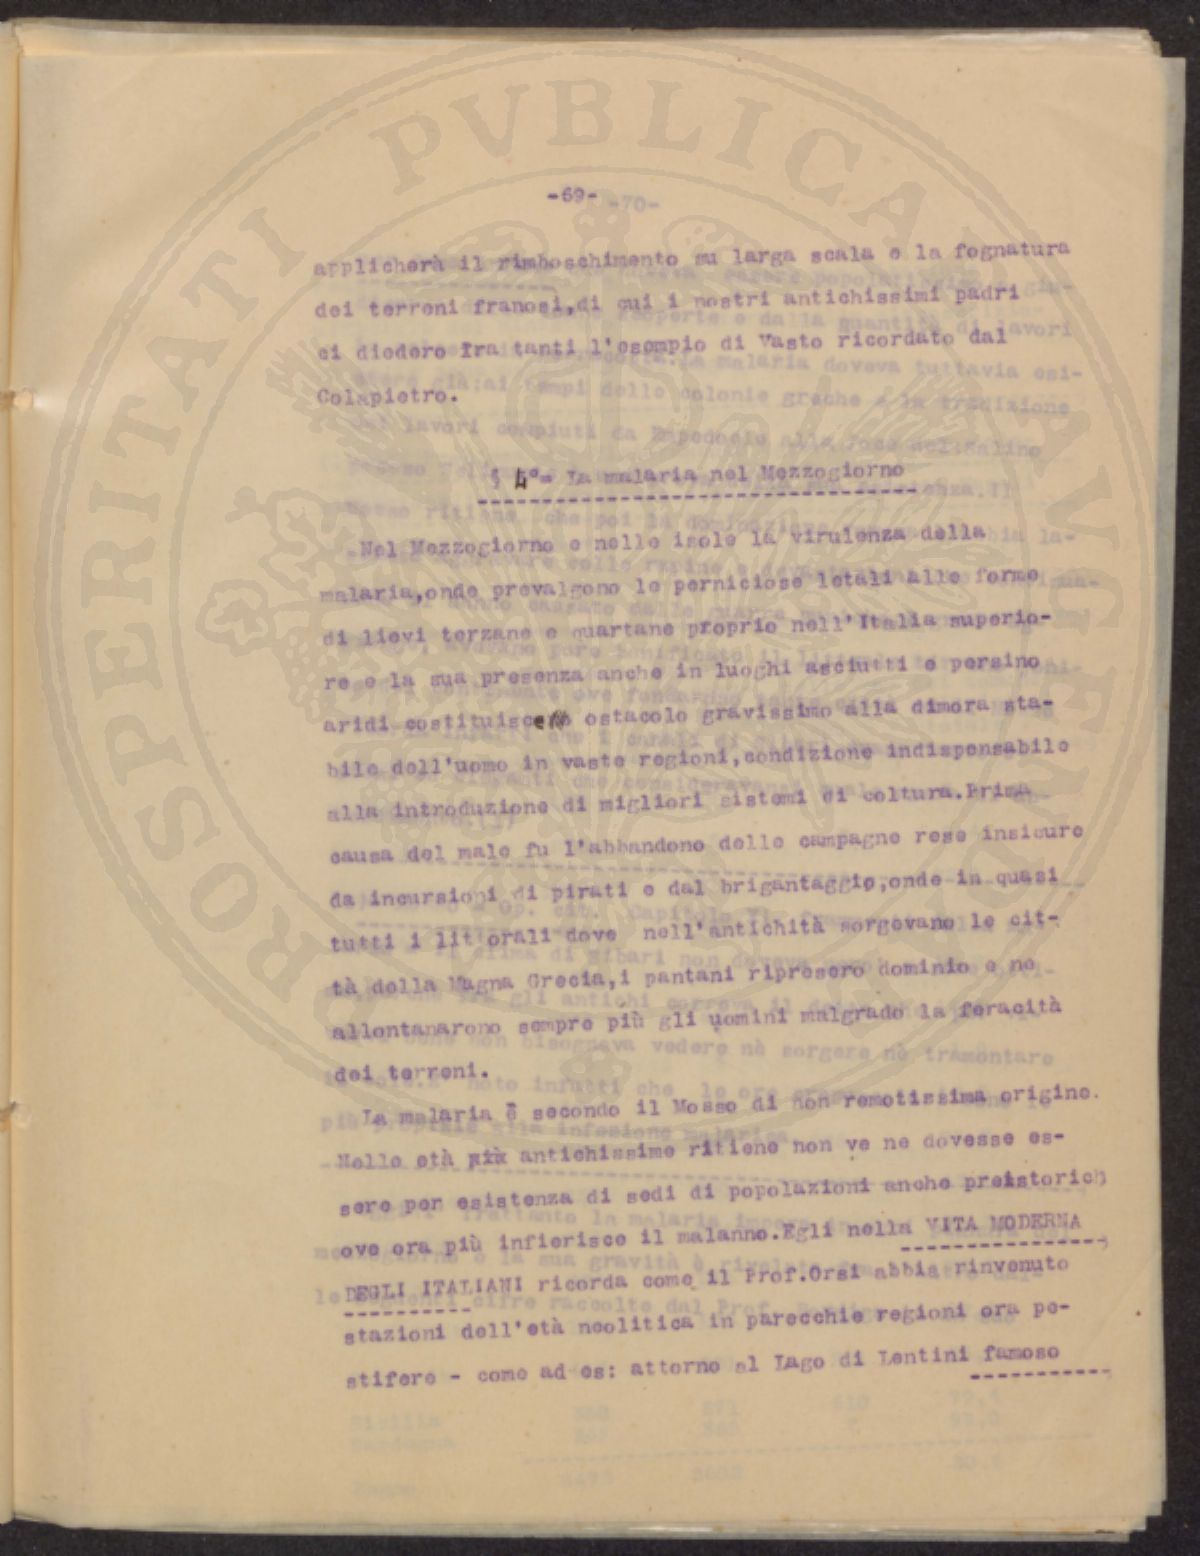 -69-
applicherà il rimboschimento su larga scala e la fognatura
dei terreni franosi,di cui i nostri antichissimi padri
ci diedero fra tanti l'esempio di Vasto ricordato dal
Colapietro.
§ 4°= La malaria nel Mezzogiorno
Nel Mezzogiorno e nelle isole la virulenza della
malaria,onde prevalgono le perniciose letali alle forme
di lievi terzane e quartane proprie nell'Italia superio-
re e la sua presenza anche in luoghi asciutti e persino
aridi costituiscono ostacolo gravissimo alla dimora sta-
bile dell'uomo in vaste regioni,condizione indispensabile
alla introduzione di migliori sistemi di coltura.Prima
causa del male fu l'abbandono delle campagne rese insicure
da incursioni di pirati e dal brigantaggio,onde in quasi
tutti i litorali dove nell'antichità sorgevano le cit-
tà della Magna Grecia,i pantani ripresero dominio e ne
allontanarono sempre più gli uomini malgrado la feracità
dei terreni.
La malaria è secondo il Mosso di non remotissima origine.
Nelle età più antichissime ritiene non ve ne dovesse es-
sere per esistenza di sedi di popolazioni anche preistorich
ove ora più infierisce il malanno.Egli nella VITA MODERNA
DEGLI ITALIANI ricorda come il Prof.Orsi abbia rinvenuto
stazioni dell'età neolitica in parecchie regioni ora pe-
stifere - come ad es: attorno al Lago di Lentini famoso
PROSPERITATI PVBLICAE AVGENDAE